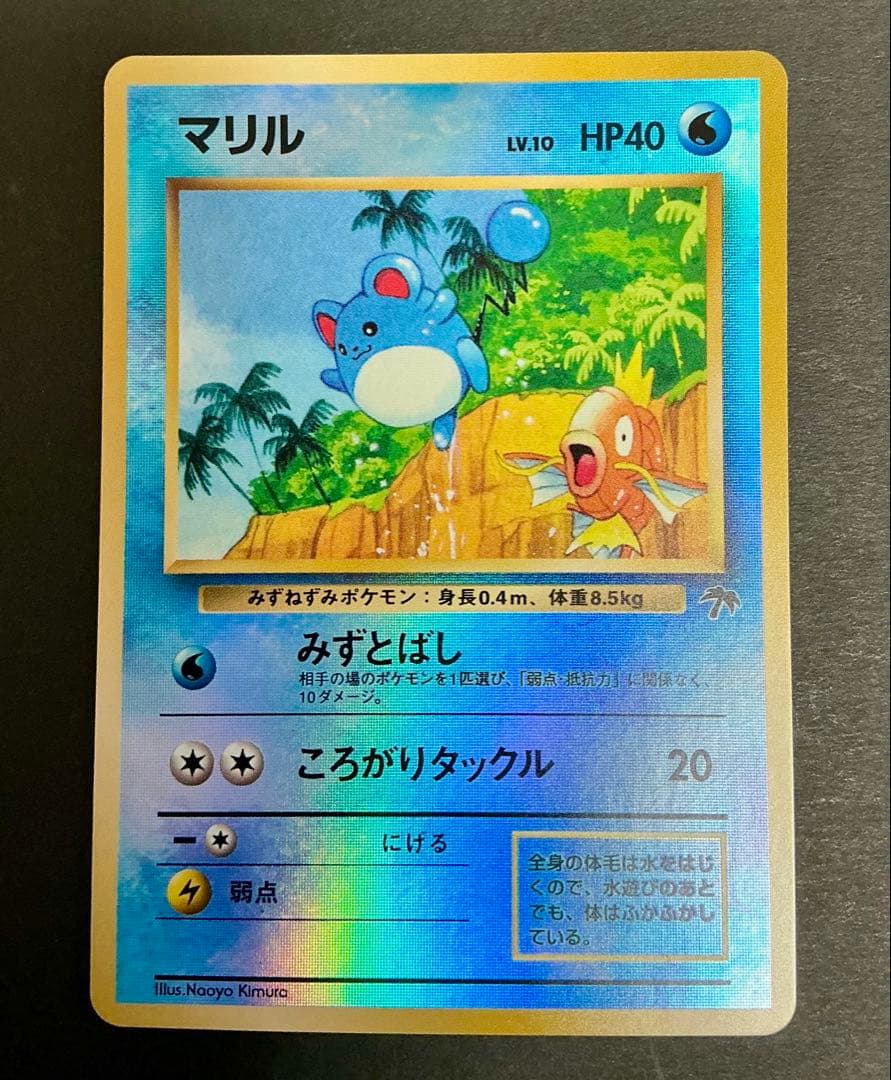 マリル LV.10 HP40
みずねずみポケモン：身長0.4m、体重8.5kg
みずとばし
相手の場のポケモンを1匹選び、「弱点・抵抗力」に関係なく、
10ダメージ。
ころがりタックル 20
にげる
弱点
全身の体毛は水をはじ
くので、水遊びのあと
でも、体はふかふかし
ている。
Illus.Naoyo Kimura